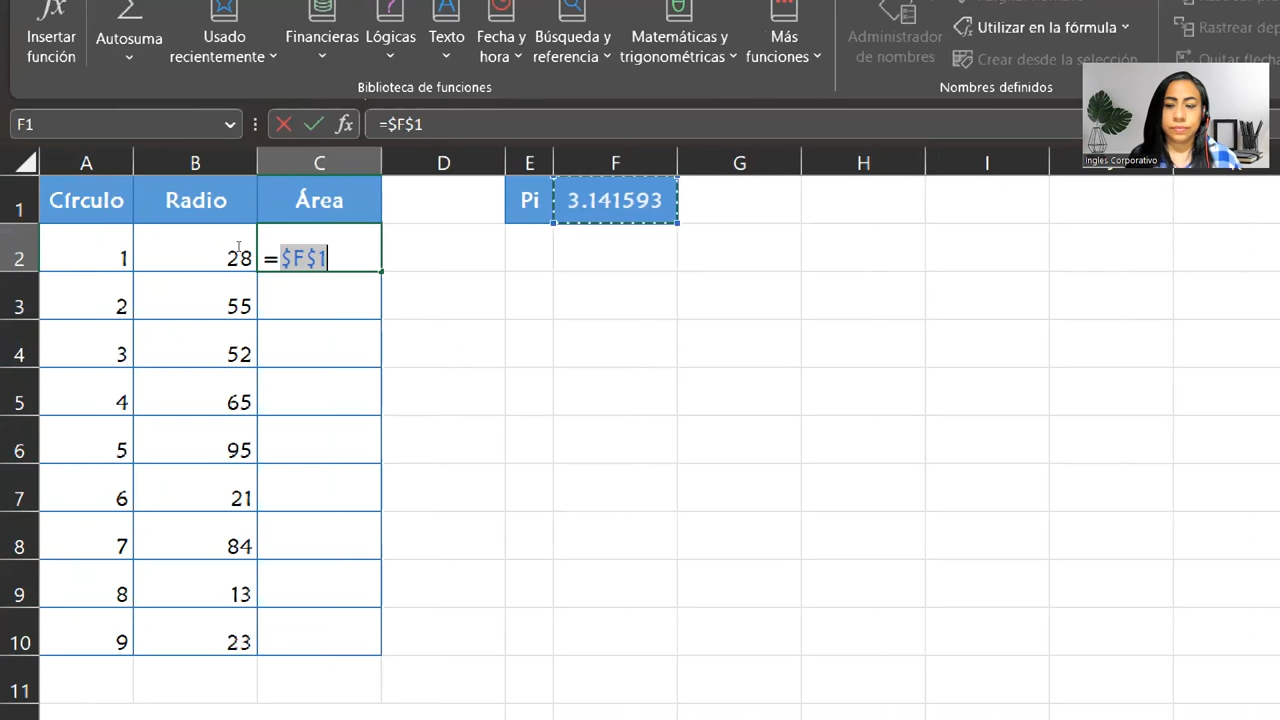 Insertar función
Autosuma
Usado recientemente
Financieras
Lógicas
Texto
Fecha y hora
Búsqueda y referencia
Matemáticas y trigonométricas
Más funciones
Biblioteca de funciones
Administrador de nombres
Utilizar en la fórmula
Crear desde la selección
Nombres definidos
Rastrear
Quitar
Ingles Corporativo
F1
fx
=$F$1
A B C D E F G H I
1 Círculo Radio Área Pi 3.141593
2 1 28 =$F$1
3 2 55
4 3 52
5 4 65
6 5 95
7 6 21
8 7 84
9 8 13
10 9 23
11